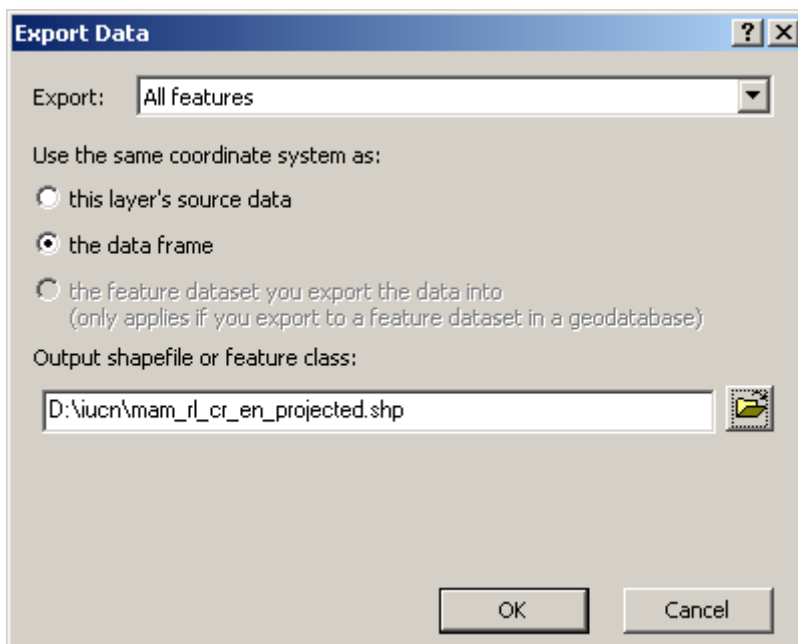 Export Data
Export: All features
Use the same coordinate system as:
this layer's source data
the data frame
the feature dataset you export the data into
(only applies if you export to a feature dataset in a geodatabase)
Output shapefile or feature class:
D:\iucn\mam_rl_cr_en_projected.shp
OK Cancel